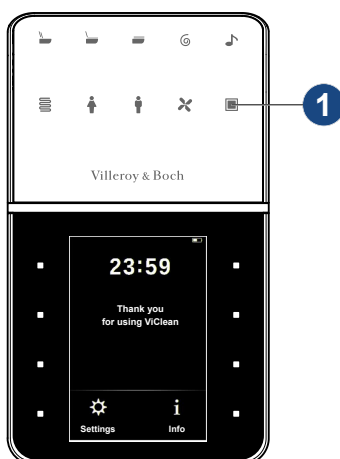 1
Villeroy & Boch
23:59
Thank you
for using ViClean
i
Settings
Info